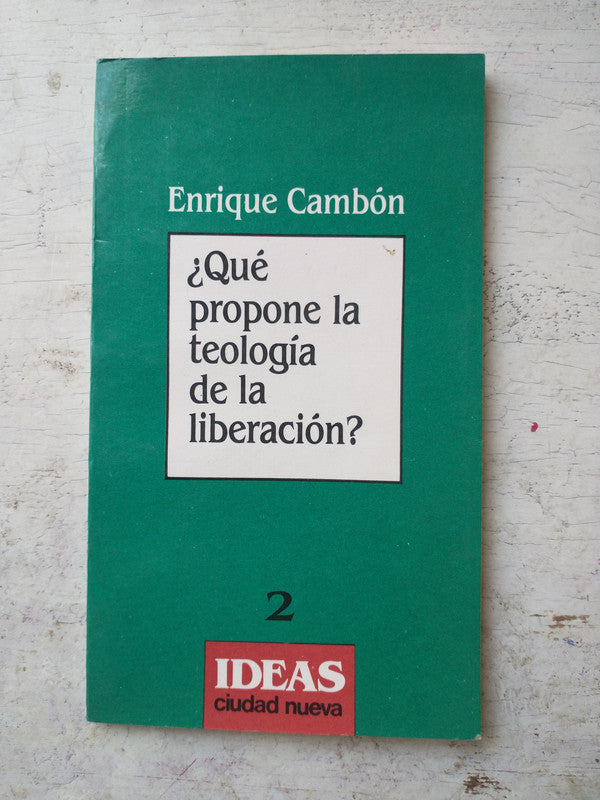 Enrique Cambón
¿Qué
propone la
teología
de la
liberación?
2
IDEAS
ciudad nueva